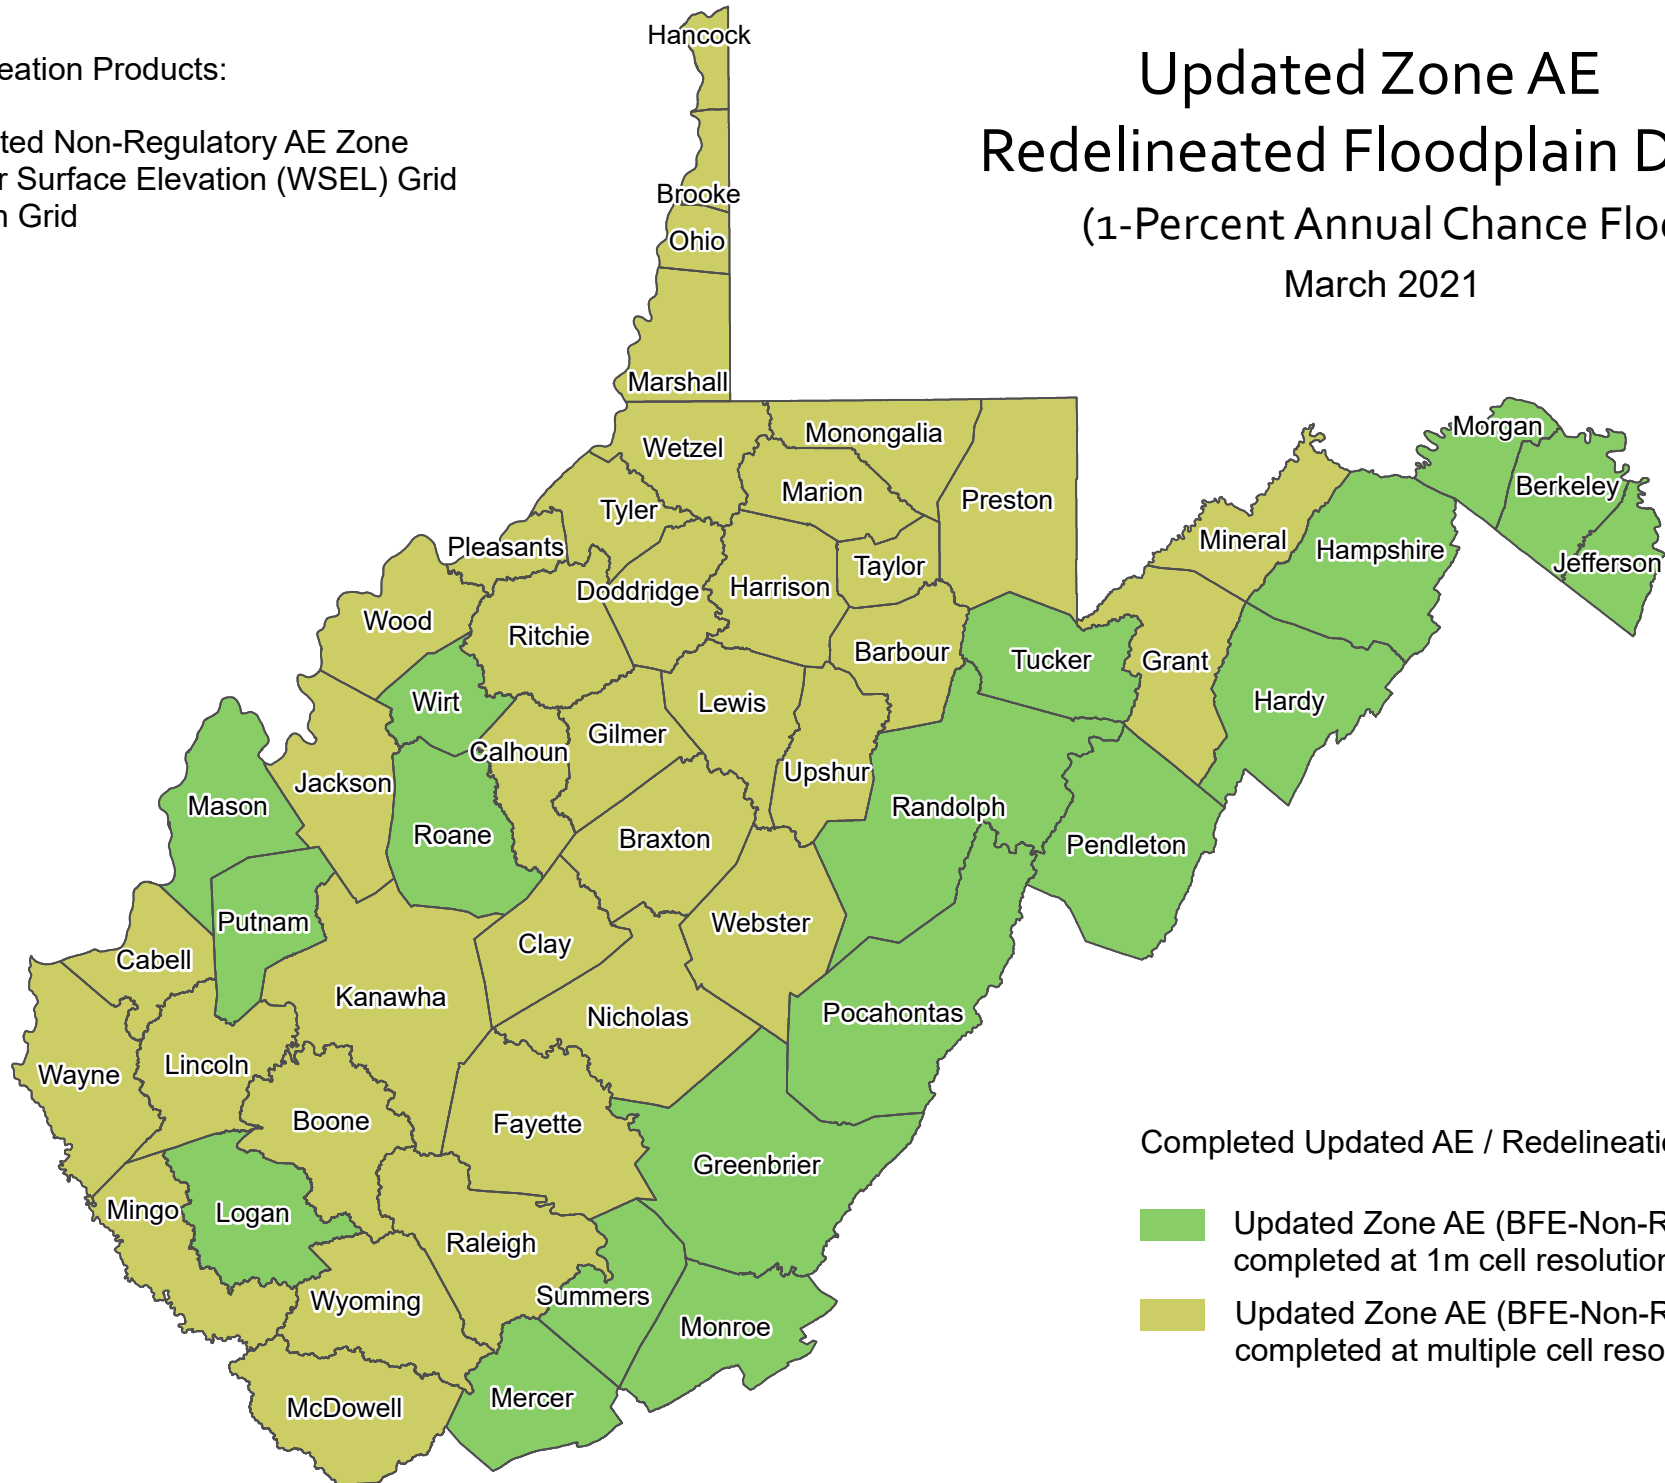 eation Products:
ted Non-Regulatory AE Zone
r Surface Elevation (WSEL) Grid
n Grid
Updated Zone AE
Redelineated Floodplain D
(1-Percent Annual Chance Floo
March 2021
Hancock
Brooke
Ohio
Marshall
Wetzel
Monongalia
Marion
Preston
Tyler
Pleasants
Doddridge
Harrison
Taylor
Wood
Ritchie
Barbour
Tucker
Grant
Mineral
Hampshire
Morgan
Berkeley
Jefferson
Hardy
Wirt
Lewis
Gilmer
Calhoun
Upshur
Jackson
Mason
Roane
Braxton
Randolph
Pendleton
Putnam
Clay
Webster
Cabell
Kanawha
Nicholas
Pocahontas
Wayne
Lincoln
Boone
Fayette
Greenbrier
Mingo
Logan
Raleigh
Wyoming
Summers
Monroe
McDowell
Mercer
Completed Updated AE / Redelineatio
Updated Zone AE (BFE-Non-R
completed at 1m cell resolution
Updated Zone AE (BFE-Non-R
completed at multiple cell reso